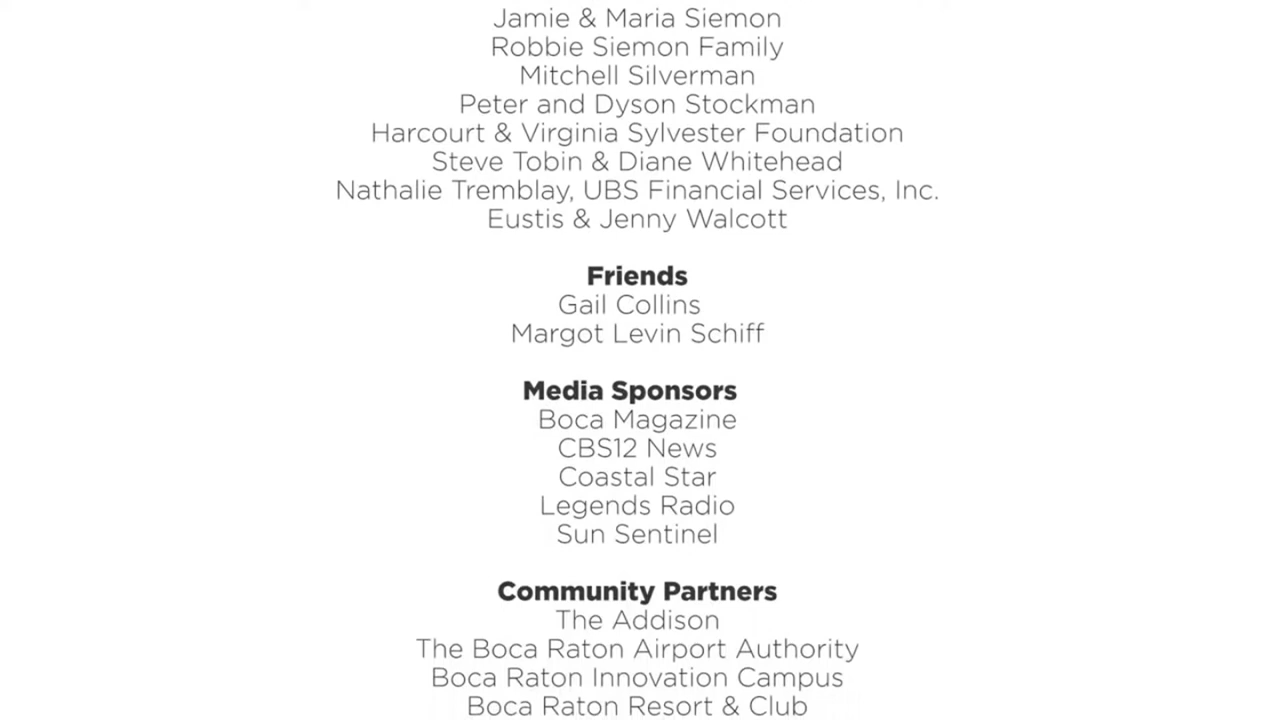 Jamie & Maria Siemon
Robbie Siemon Family
Mitchell Silverman
Peter and Dyson Stockman
Harcourt & Virginia Sylvester Foundation
Steve Tobin & Diane Whitehead
Nathalie Tremblay, UBS Financial Services, Inc.
Eustis & Jenny Walcott
Friends
Gail Collins
Margot Levin Schiff
Media Sponsors
Boca Magazine
CBS12 News
Coastal Star
Legends Radio
Sun Sentinel
Community Partners
The Addison
The Boca Raton Airport Authority
Boca Raton Innovation Campus
Boca Raton Resort & Club